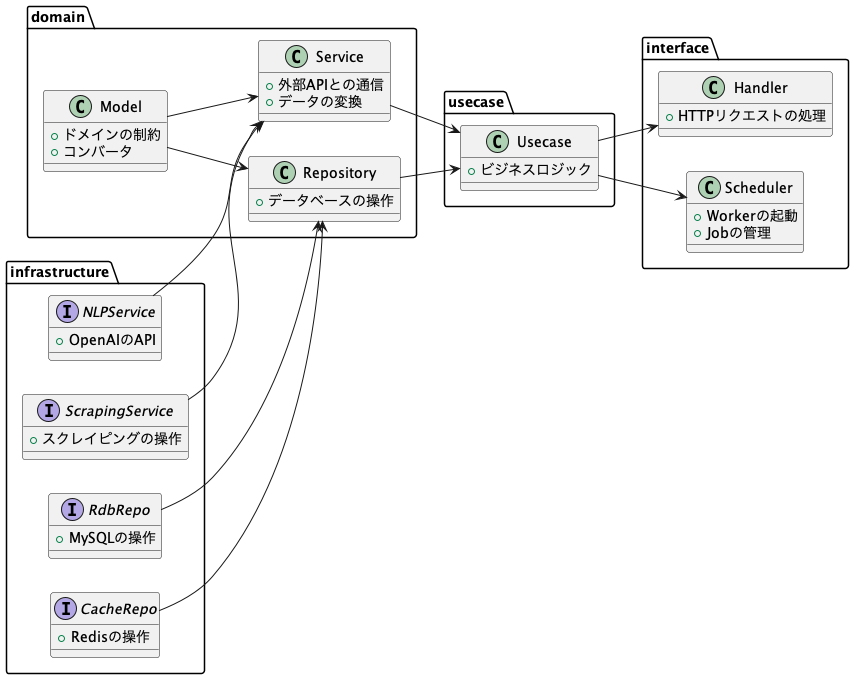 domain
C Model
ドメインの制約
コンバータ
C Service
外部APIとの通信
データの変換
C Repository
データベースの操作
usecase
C Usecase
ビジネスロジック
interface
C Handler
HTTPリクエストの処理
C Scheduler
Workerの起動
Jobの管理
infrastructure
I NLPService
OpenAIのAPI
I ScrapingService
スクレイピングの操作
I RdbRepo
MySQLの操作
I CacheRepo
Redisの操作